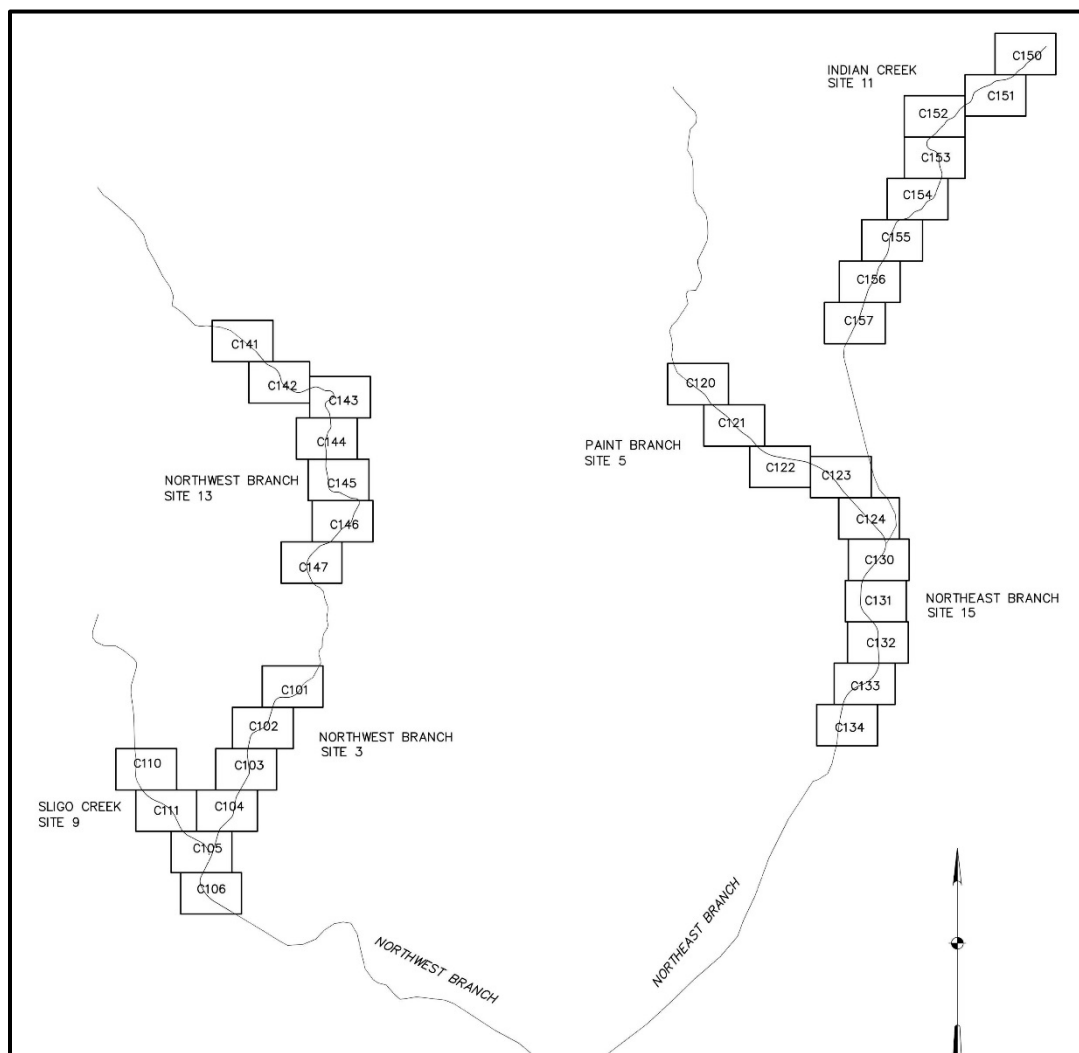 C150
INDIAN CREEK
SITE 11
C151
C152
C153
C154
C155
C156
C157
C141
C142
C143
C144
NORTHWEST BRANCH
SITE 13
C145
C146
C147
C120
C121
PAINT BRANCH
SITE 5
C122
C123
C124
C130
C131
NORTHEAST BRANCH
SITE 15
C132
C133
C134
C101
C102
NORTHWEST BRANCH
SITE 3
C103
C110
SLIGO CREEK
SITE 9
C111
C104
C105
C106
NORTHWEST BRANCH
NORTHEAST BRANCH